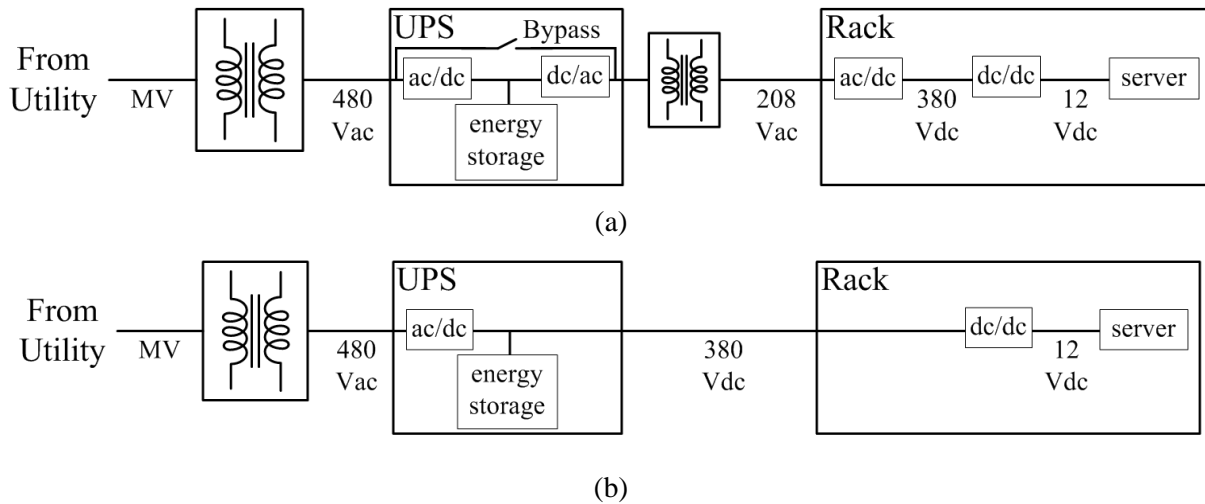 UPS
Bypass
Rack
From
Utility
MV
480
Vac
ac/dc
dc/ac
energy
storage
208
Vac
ac/dc
380
Vdc
dc/dc
12
Vdc
server
(a)
UPS
Rack
From
Utility
MV
480
Vac
ac/dc
energy
storage
380
Vdc
dc/dc
12
Vdc
server
(b)